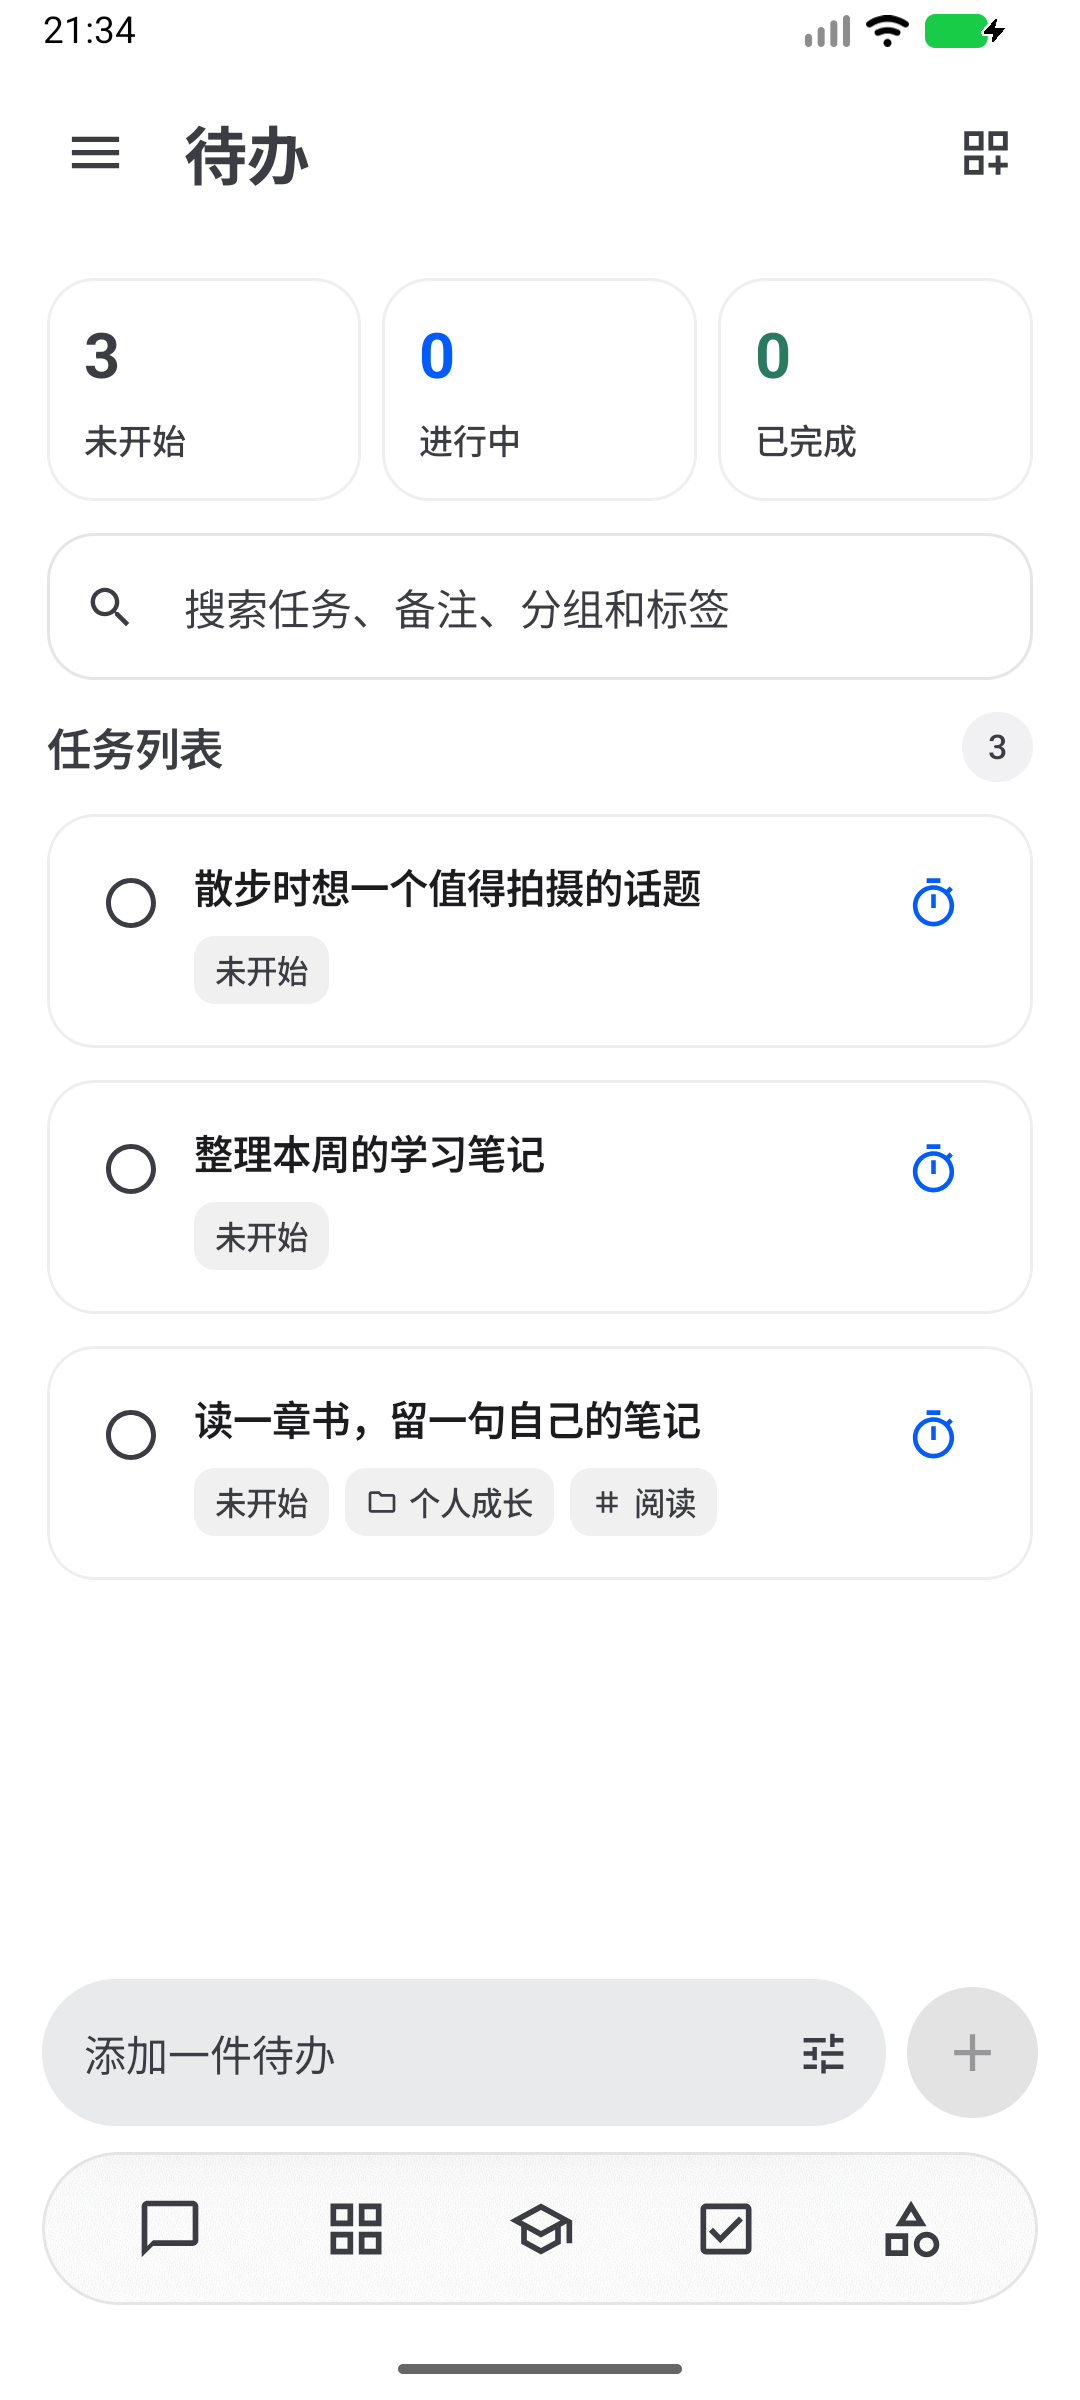 21:34
待办
3
未开始
0
进行中
0
已完成
搜索任务、备注、分组和标签
任务列表
3
散步时想一个值得拍摄的话题
未开始
整理本周的学习笔记
未开始
读一章书，留一句自己的笔记
未开始
个人成长
# 阅读
添加一件待办